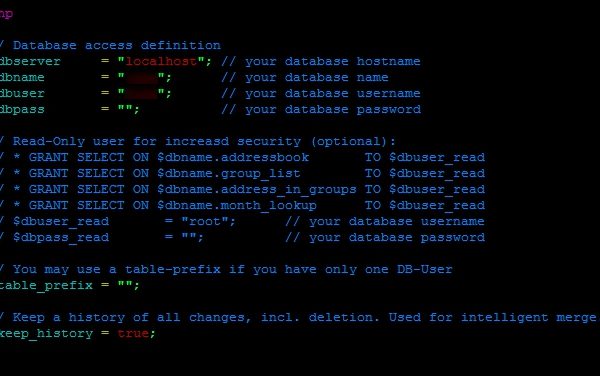 hp
/ Database access definition
dbserver     = "localhost"; // your database hostname
dbname       = "    ";      // your database name
dbuser       = "    ";      // your database username
dbpass       = "";          // your database password
/ Read-Only user for increasd security (optional):
/ * GRANT SELECT ON $dbname.addressbook       TO $dbuser_read
/ * GRANT SELECT ON $dbname.group_list        TO $dbuser_read
/ * GRANT SELECT ON $dbname.address_in_groups TO $dbuser_read
/ * GRANT SELECT ON $dbname.month_lookup      TO $dbuser_read
/ $dbuser_read       = "root";      // your database username
/ $dbpass_read       = "";          // your database password
/ You may use a table-prefix if you have only one DB-User
table_prefix = "";
/ Keep a history of all changes, incl. deletion. Used for intelligent merge
keep_history = true;